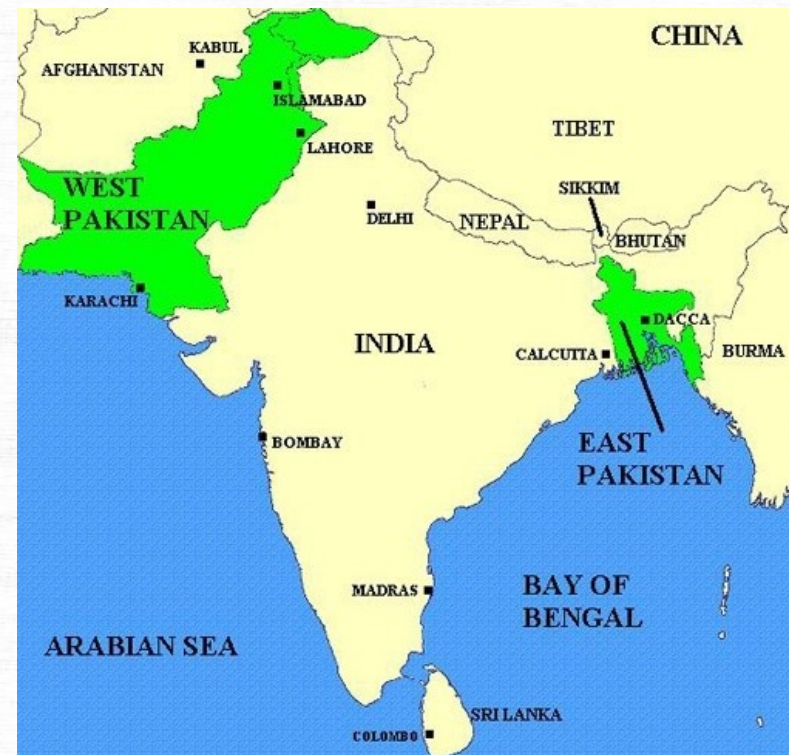 CHINA
KABUL
AFGHANISTAN
ISLAMABAD
TIBET
LAHORE
WEST
PAKISTAN
SIKKIM
DELHI
NEPAL
BHUTAN
KARACHI
DACCA
INDIA
CALCUTTA
BURMA
BOMBAY
EAST
PAKISTAN
MADRAS
BAY OF
BENGAL
ARABIAN SEA
SRI LANKA
COLOMBO